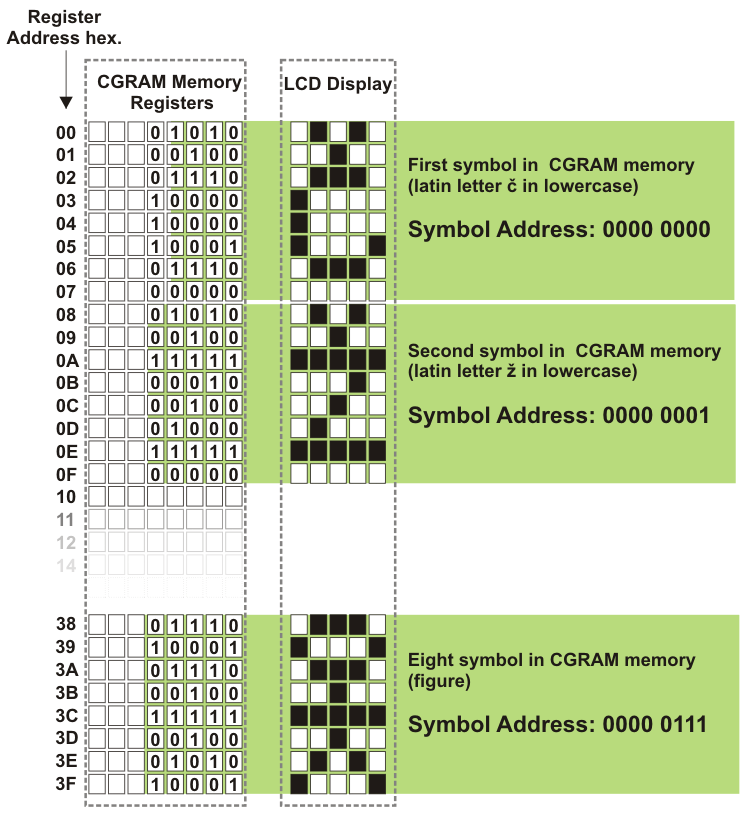 Register
Address hex.
CGRAM Memory
Registers
LCD Display
00 0 1 0 1 0
01 0 0 1 0 0
02 0 1 1 1 0
03 1 0 0 0 0
04 1 0 0 0 0
05 1 0 0 0 1
06 0 1 1 1 0
07 0 0 0 0 0
First symbol in CGRAM memory
(latin letter č in lowercase)
Symbol Address: 0000 0000
08 0 1 0 1 0
09 0 0 1 0 0
0A 1 1 1 1 1
0B 0 0 0 1 0
0C 0 0 1 0 0
0D 0 1 0 0 0
0E 1 1 1 1 1
0F 0 0 0 0 0
Second symbol in CGRAM memory
(latin letter ž in lowercase)
Symbol Address: 0000 0001
10
11
12
14
38 0 1 1 1 0
39 1 0 0 0 1
3A 0 1 1 1 0
3B 0 0 1 0 0
3C 1 1 1 1 1
3D 0 0 1 0 0
3E 0 1 0 1 0
3F 1 0 0 0 1
Eight symbol in CGRAM memory
(figure)
Symbol Address: 0000 0111